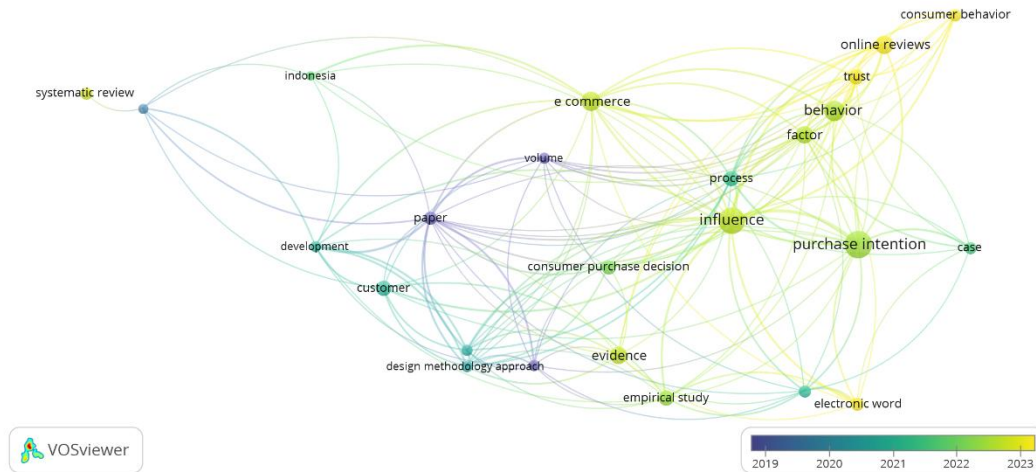 consumer behavior
online reviews
trust
systematic review
indonesia
e commerce
behavior
factor
volume
process
paper
influence
purchase intention
development
case
consumer purchase decision
customer
evidence
design methodology approach
empirical study
electronic word
VOSviewer
2019 2020 2021 2022 2023